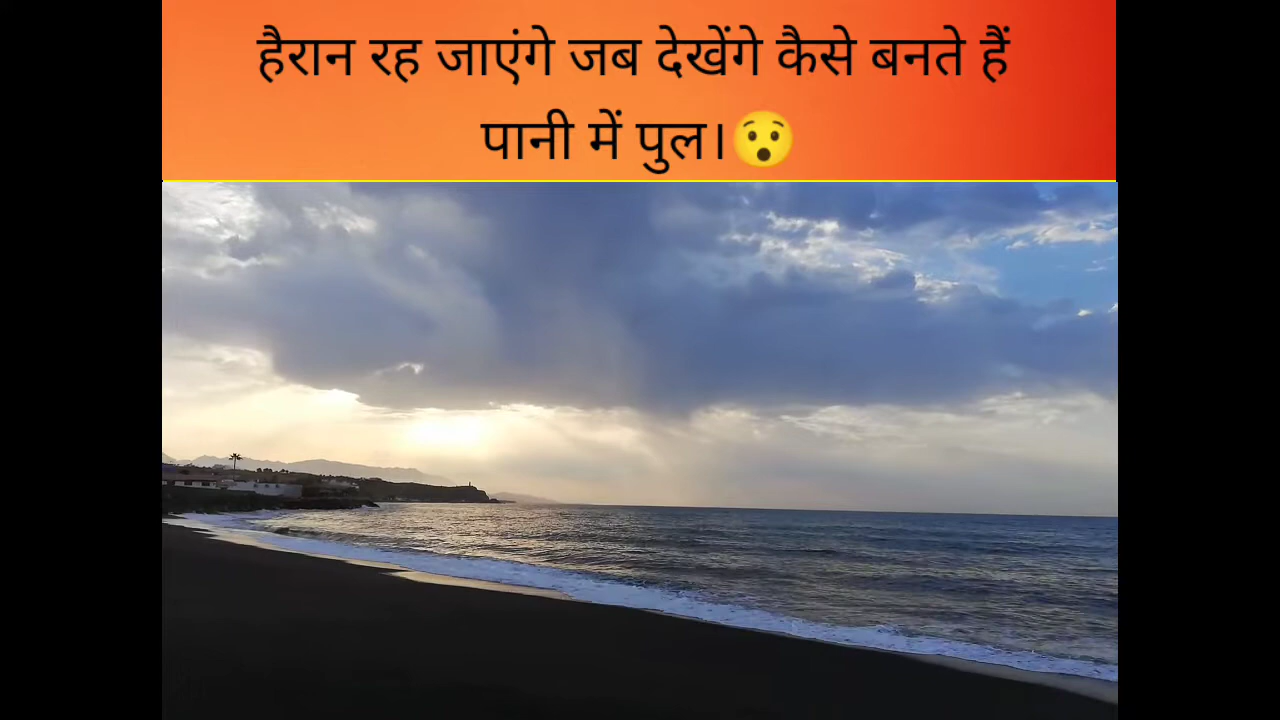 हैरान रह जाएंगे जब देखेंगे कैसे बनते हैं
पानी में पुल।😯